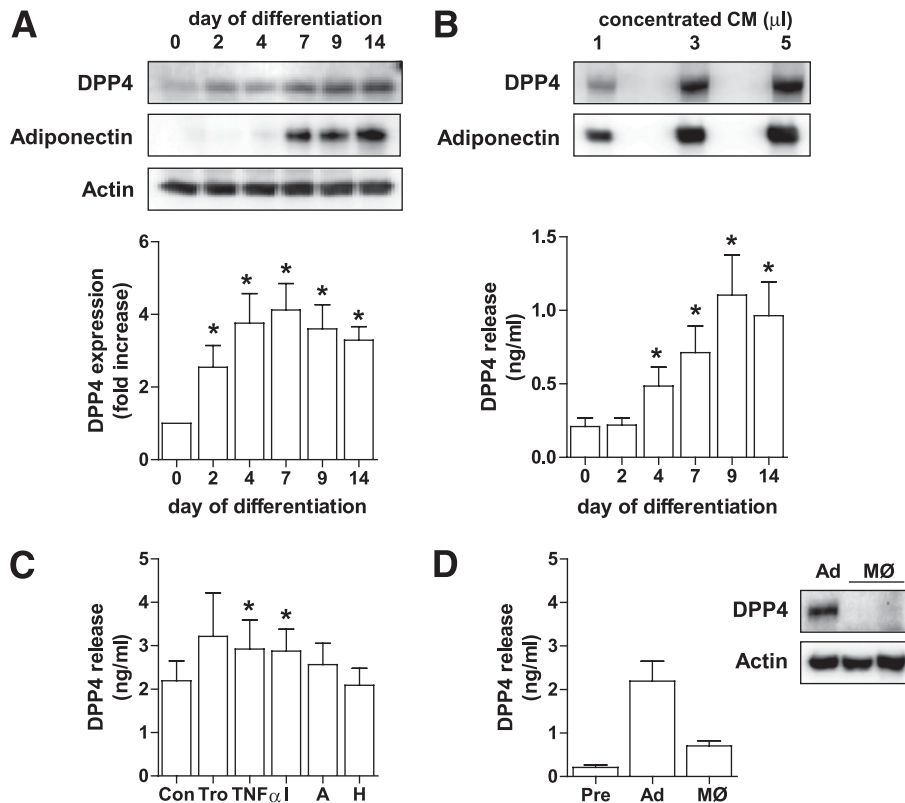 A
day of differentiation
0 2 4 7 9 14
DPP4
Adiponectin
Actin
DPP4 expression
(fold increase)
6
4
2
0
* * * * *
0 2 4 7 9 14
day of differentiation
B
concentrated CM (µl)
1 3 5
DPP4
Adiponectin
DPP4 release
(ng/ml)
1.5
1.0
0.5
0.0
* * * *
0 2 4 7 9 14
day of differentiation
C
DPP4 release
(ng/ml)
5
4
3
2
1
0
* *
Con Tro TNFα I A H
D
DPP4 release
(ng/ml)
5
4
3
2
1
0
Pre Ad MØ
Ad MØ
DPP4
Actin